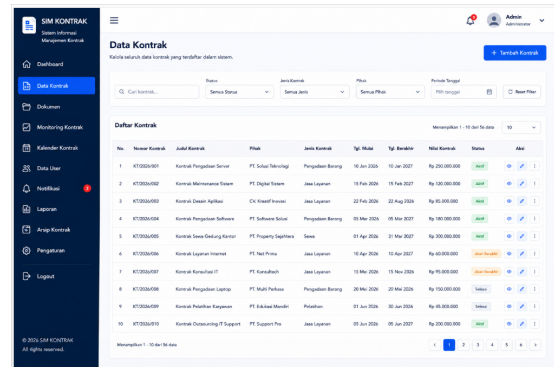 SIM KONTRAK
Sistem Informasi
Manajemen Kontrak
Dashboard
Data Kontrak
Dokumen
Monitoring Kontrak
Kalender Kontrak
Data User
Notifikasi
Laporan
Arsip Kontrak
Pengaturan
Logout
© 2026 SIM KONTRAK
All rights reserved.
Admin
Administrator
Data Kontrak
Kelola seluruh data kontrak yang terdaftar dalam sistem.
+ Tambah Kontrak
Status Jenis Kontrak Pihak Periode Tanggal
Cari kontrak... Semua Status Semua Jenis Semua Pihak Pilih tanggal Reset Filter
Daftar Kontrak
Menampilkan 1 - 10 dari 56 data 10
No. Nomor Kontrak Judul Kontrak Pihak Jenis Kontrak Tgl. Mulai Tgl. Berakhir Nilai Kontrak Status Aksi
1 KT/2026/001 Kontrak Pengadaan Server PT. Solusi Teknologi Pengadaan Barang 10 Jan 2026 10 Jan 2027 Rp 250.000.000 Aktif
2 KT/2026/002 Kontrak Maintenance Sistem PT. Digital Sistem Jasa Layanan 15 Feb 2026 15 Feb 2027 Rp 120.000.000 Aktif
3 KT/2026/003 Kontrak Desain Aplikasi CV. Kreatif Inovasi Jasa Layanan 22 Feb 2026 22 Aug 2026 Rp 85.000.000 Aktif
4 KT/2026/004 Kontrak Pengadaan Software PT. Software Solusi Pengadaan Barang 05 Mar 2026 05 Mar 2027 Rp 180.000.000 Aktif
5 KT/2026/005 Kontrak Sewa Gedung Kantor PT. Property Sejahtera Sewa 01 Apr 2026 31 Mar 2027 Rp 300.000.000 Aktif
6 KT/2026/006 Kontrak Layanan Internet PT. Net Prima Jasa Layanan 10 Apr 2026 10 Apr 2027 Rp 60.000.000 Akan Berakhir
7 KT/2026/007 Kontrak Konsultasi IT PT. Konsultech Jasa Layanan 15 Mei 2026 15 Nov 2026 Rp 95.000.000 Akan Berakhir
8 KT/2026/008 Kontrak Pengadaan Laptop PT. Multi Perkasa Pengadaan Barang 20 Mei 2026 20 Mei 2026 Rp 150.000.000 Selesai
9 KT/2026/009 Kontrak Pelatihan Karyawan PT. Edukasi Mandiri Pelatihan 01 Jun 2026 30 Jun 2026 Rp 45.000.000 Selesai
10 KT/2026/010 Kontrak Outsourcing IT Support PT. Support Pro Jasa Layanan 05 Jun 2026 05 Jun 2027 Rp 200.000.000 Aktif
Menampilkan 1 - 10 dari 56 data
1 2 3 4 5 6